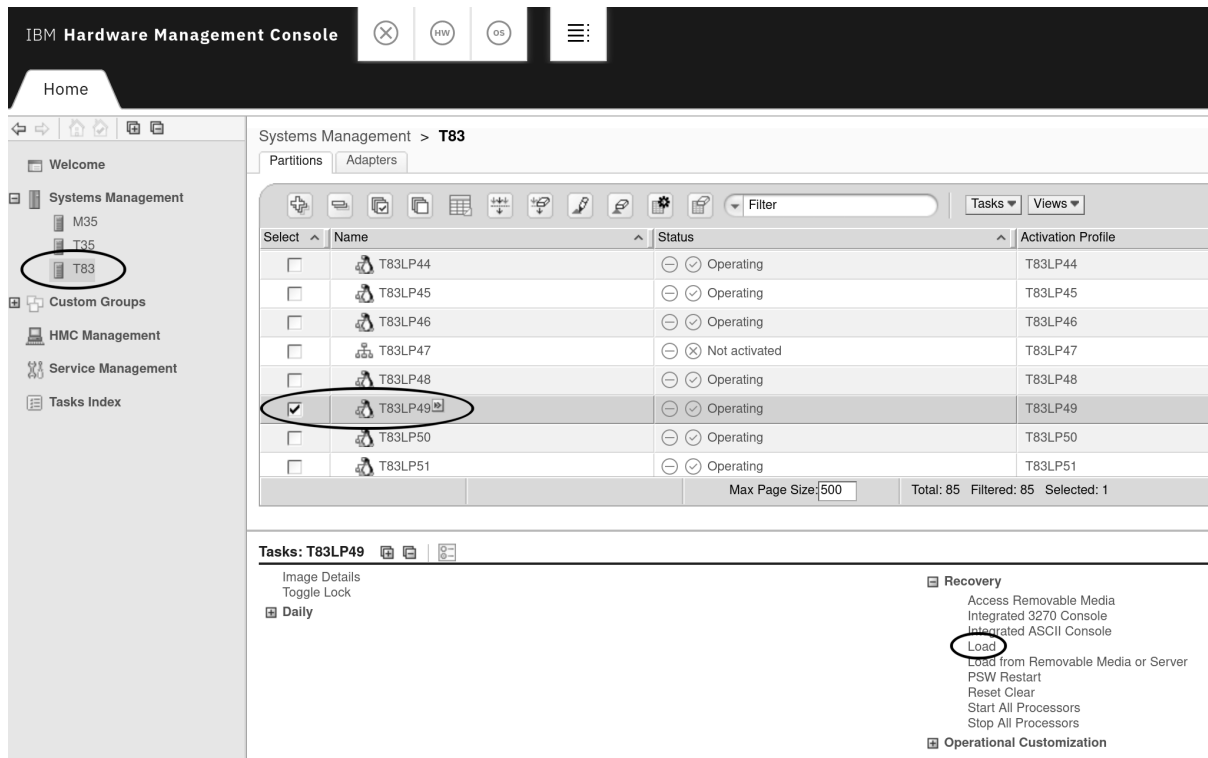 IBM Hardware Management Console
HW
OS
Home
Welcome
Systems Management
M35
T35
T83
Custom Groups
HMC Management
Service Management
Tasks Index
Systems Management > T83
Partitions Adapters
Filter Tasks Views
Select Name Status Activation Profile
T83LP44 Operating T83LP44
T83LP45 Operating T83LP45
T83LP46 Operating T83LP46
T83LP47 Not activated T83LP47
T83LP48 Operating T83LP48
T83LP49 Operating T83LP49
T83LP50 Operating T83LP50
T83LP51 Operating T83LP51
Max Page Size: 500 Total: 85 Filtered: 85 Selected: 1
Tasks: T83LP49
Image Details
Toggle Lock
Daily
Recovery
Access Removable Media
Integrated 3270 Console
Integrated ASCII Console
Load
Load from Removable Media or Server
PSW Restart
Reset Clear
Start All Processors
Stop All Processors
Operational Customization